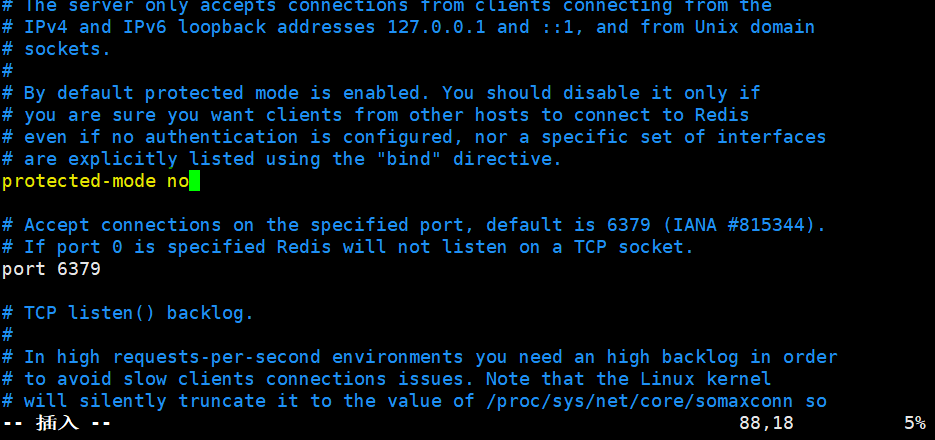 # The server only accepts connections from clients connecting from the
# IPv4 and IPv6 loopback addresses 127.0.0.1 and ::1, and from Unix domain
# sockets.
#
# By default protected mode is enabled. You should disable it only if
# you are sure you want clients from other hosts to connect to Redis
# even if no authentication is configured, nor a specific set of interfaces
# are explicitly listed using the "bind" directive.
protected-mode no
# Accept connections on the specified port, default is 6379 (IANA #815344).
# If port 0 is specified Redis will not listen on a TCP socket.
port 6379
# TCP listen() backlog.
#
# In high requests-per-second environments you need an high backlog in order
# to avoid slow clients connections issues. Note that the Linux kernel
# will silently truncate it to the value of /proc/sys/net/core/somaxconn so
-- 插入 -- 88,18 5%